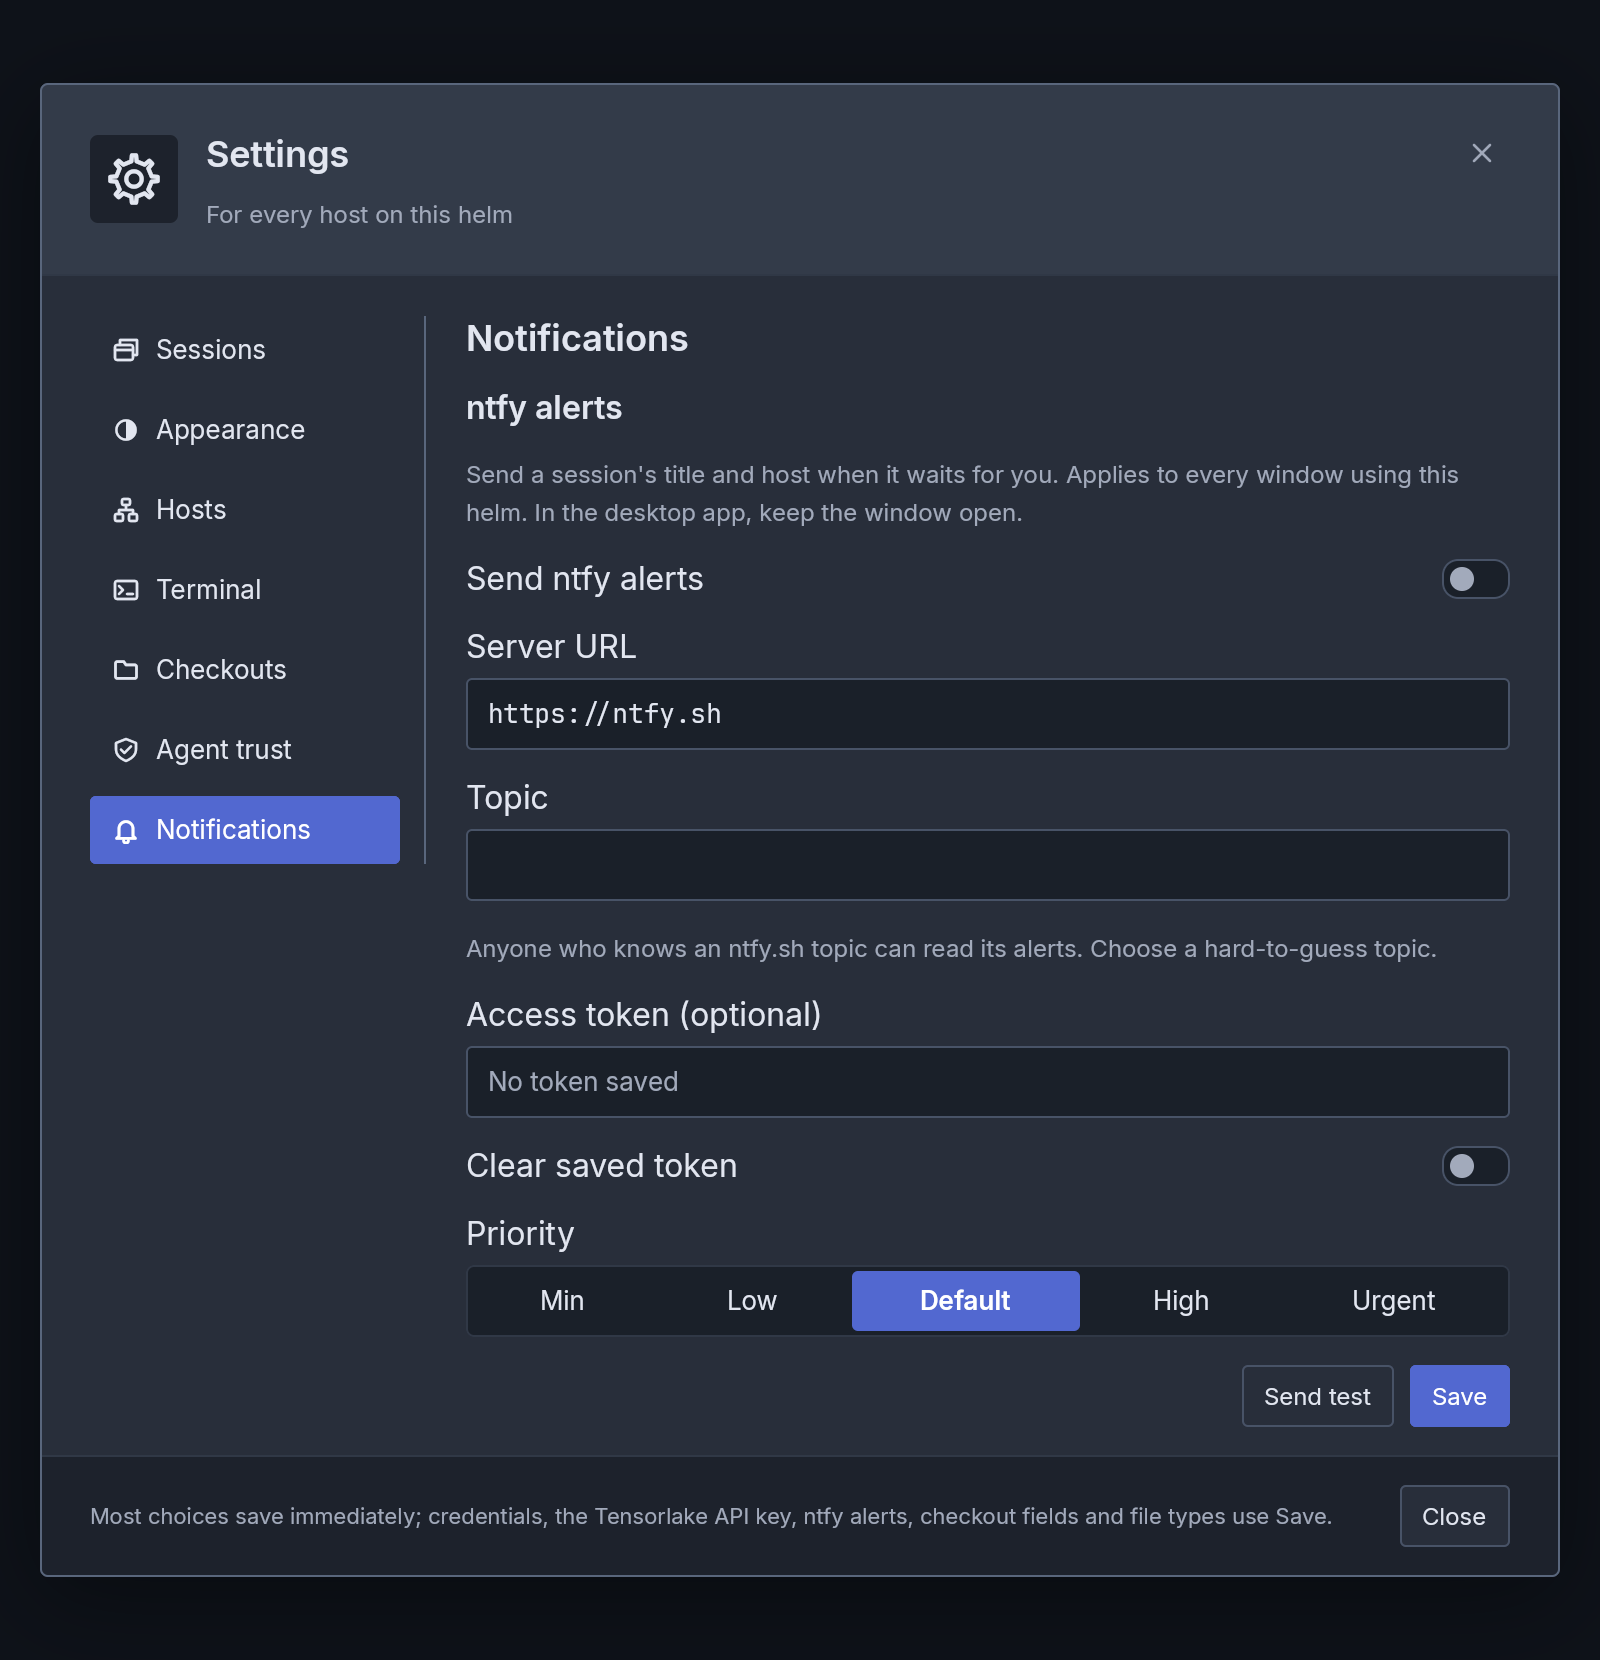 Settings
For every host on this helm
Sessions
Appearance
Hosts
Terminal
Checkouts
Agent trust
Notifications
Notifications
ntfy alerts
Send a session's title and host when it waits for you. Applies to every window using this
helm. In the desktop app, keep the window open.
Send ntfy alerts
Server URL
https://ntfy.sh
Topic
Anyone who knows an ntfy.sh topic can read its alerts. Choose a hard-to-guess topic.
Access token (optional)
No token saved
Clear saved token
Priority
Min Low Default High Urgent
Send test Save
Most choices save immediately; credentials, the Tensorlake API key, ntfy alerts, checkout fields and file types use Save.
Close